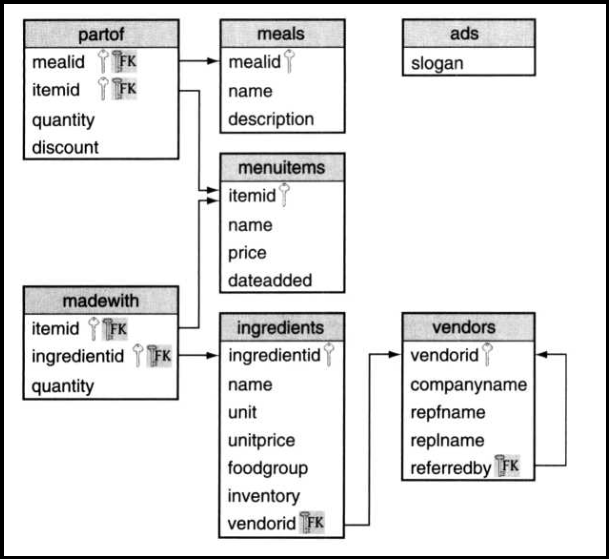 partof
mealid FK
itemid FK
quantity
discount
meals
mealid
name
description
ads
slogan
menuitems
itemid
name
price
dateadded
madewith
itemid FK
ingredientid FK
quantity
ingredients
ingredientid
name
unit
unitprice
foodgroup
inventory
vendorid FK
vendors
vendorid
companyname
repfname
replname
referredby FK